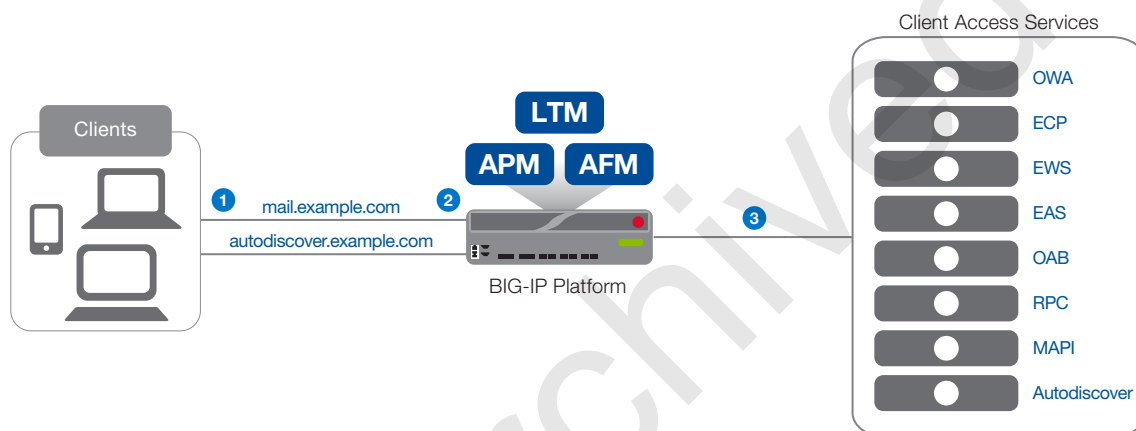 Client Access Services
Clients
LTM
APM
AFM
1
mail.example.com
2
autodiscover.example.com
BIG-IP Platform
3
OWA
ECP
EWS
EAS
OAB
RPC
MAPI
Autodiscover